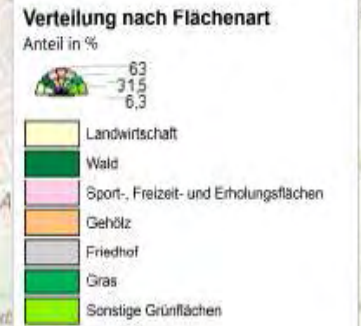 Verteilung nach Flächenart
Anteil in %
63
31,5
6,3
Landwirtschaft
Wald
Sport-, Freizeit- und Erholungsflächen
Gehölz
Friedhof
Gras
Sonstige Grünflächen